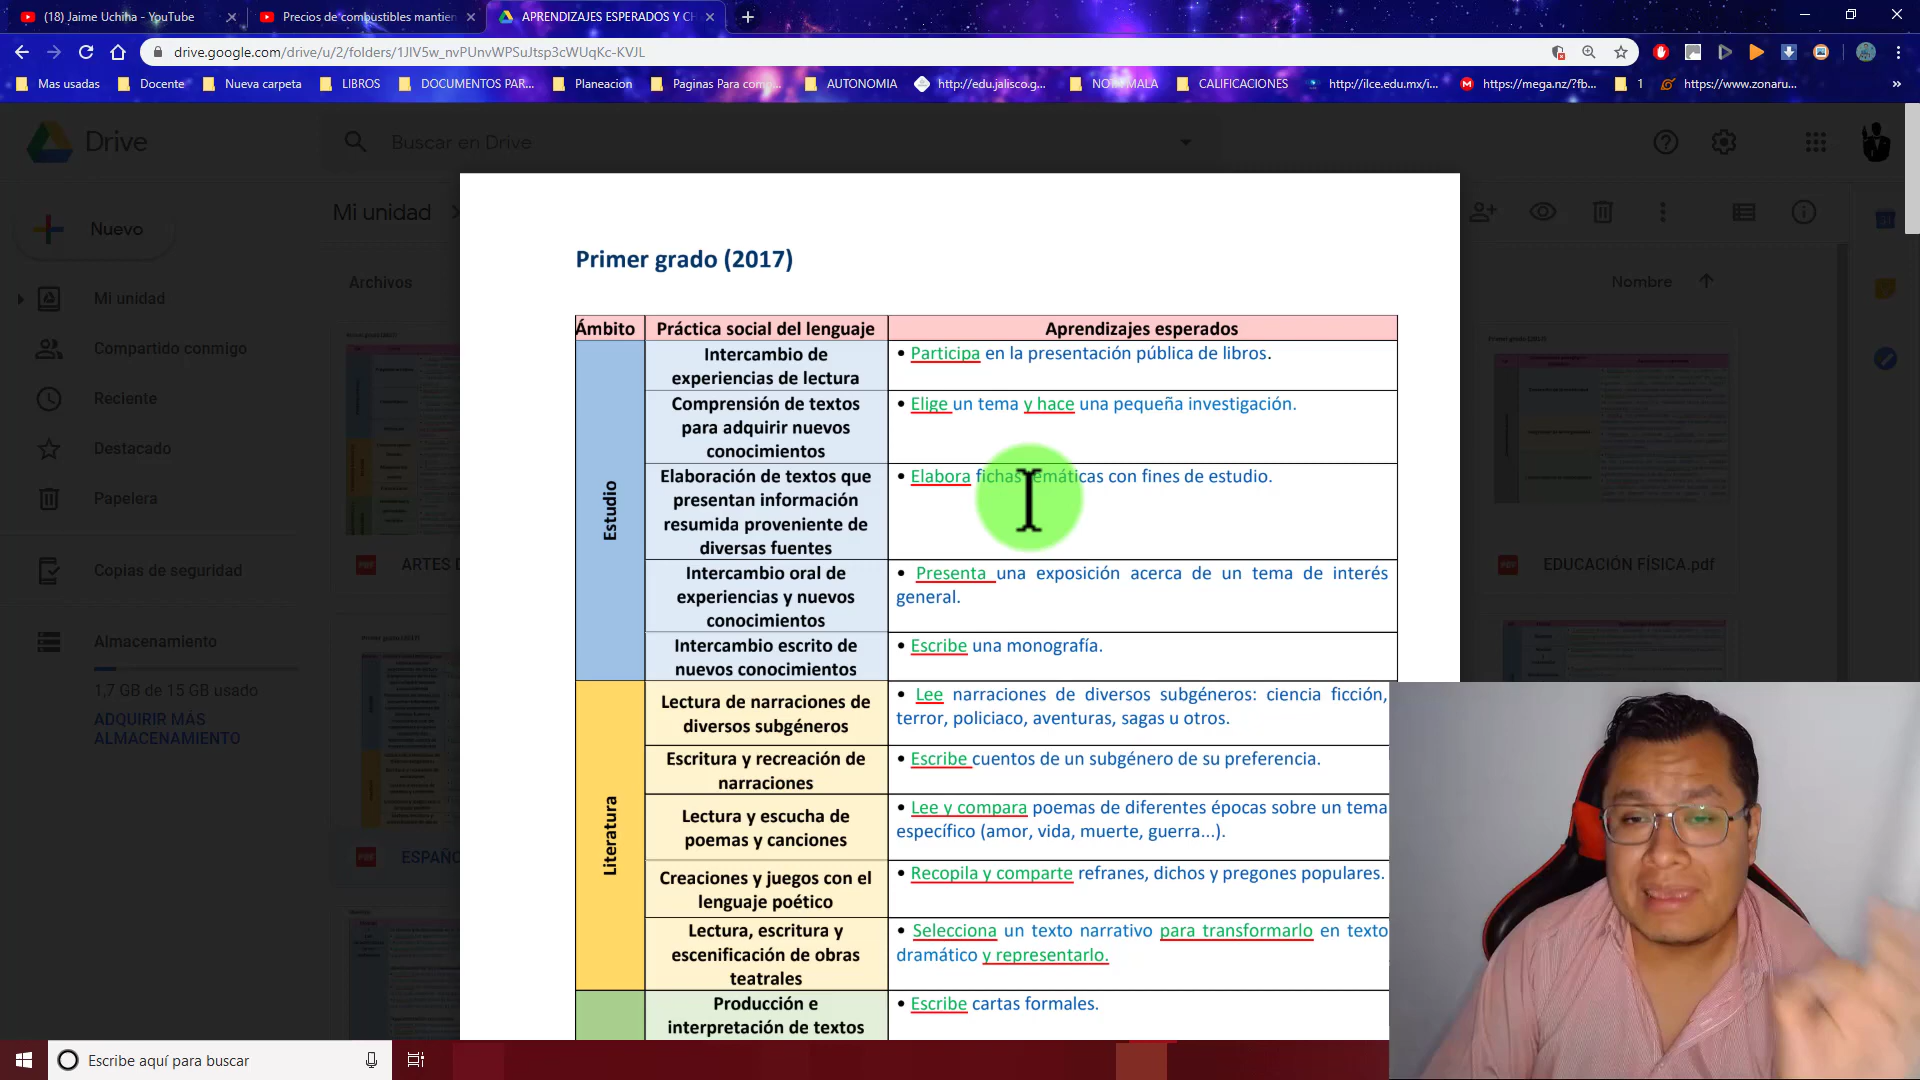 (18) Jaime Uchiha - YouTube
Precios de combustibles mantien
APRENDIZAJES ESPERADOS Y CH
drive.google.com/drive/u/2/folders/1JIV5w_nvPUnvWPSuJtsp3cWUqKc-KVJL
Mas usadas
Docente
Nueva carpeta
LIBROS
DOCUMENTOS PAR...
Planeacion
Paginas Para com...
AUTONOMIA
http://edu.jalisco.g...
NOTA MALA
CALIFICACIONES
http://ilce.edu.mx/i...
https://mega.nz/?fb...
1
https://www.zonaru...
Drive
Buscar en Drive
Mi unidad
Nuevo
Archivos
Nombre
Mi unidad
Compartido conmigo
Reciente
Destacado
Papelera
Copias de seguridad
Almacenamiento
1,7 GB de 15 GB usado
ADQUIRIR MÁS
ALMACENAMIENTO
ARTES D
ESPAÑO
EDUCACIÓN FÍSICA.pdf
Primer grado (2017)
Ámbito
Práctica social del lenguaje
Aprendizajes esperados
Estudio
Intercambio de
experiencias de lectura
• Participa en la presentación pública de libros.
Comprensión de textos
para adquirir nuevos
conocimientos
• Elige un tema y hace una pequeña investigación.
Elaboración de textos que
presentan información
resumida proveniente de
diversas fuentes
• Elabora fichas temáticas con fines de estudio.
Intercambio oral de
experiencias y nuevos
conocimientos
• Presenta una exposición acerca de un tema de interés
general.
Intercambio escrito de
nuevos conocimientos
• Escribe una monografía.
Literatura
Lectura de narraciones de
diversos subgéneros
• Lee narraciones de diversos subgéneros: ciencia ficción,
terror, policiaco, aventuras, sagas u otros.
Escritura y recreación de
narraciones
• Escribe cuentos de un subgénero de su preferencia.
Lectura y escucha de
poemas y canciones
• Lee y compara poemas de diferentes épocas sobre un tema
específico (amor, vida, muerte, guerra...).
Creaciones y juegos con el
lenguaje poético
• Recopila y comparte refranes, dichos y pregones populares.
Lectura, escritura y
escenificación de obras
teatrales
• Selecciona un texto narrativo para transformarlo en texto
dramático y representarlo.
Producción e
interpretación de textos
• Escribe cartas formales.
Escribe aquí para buscar